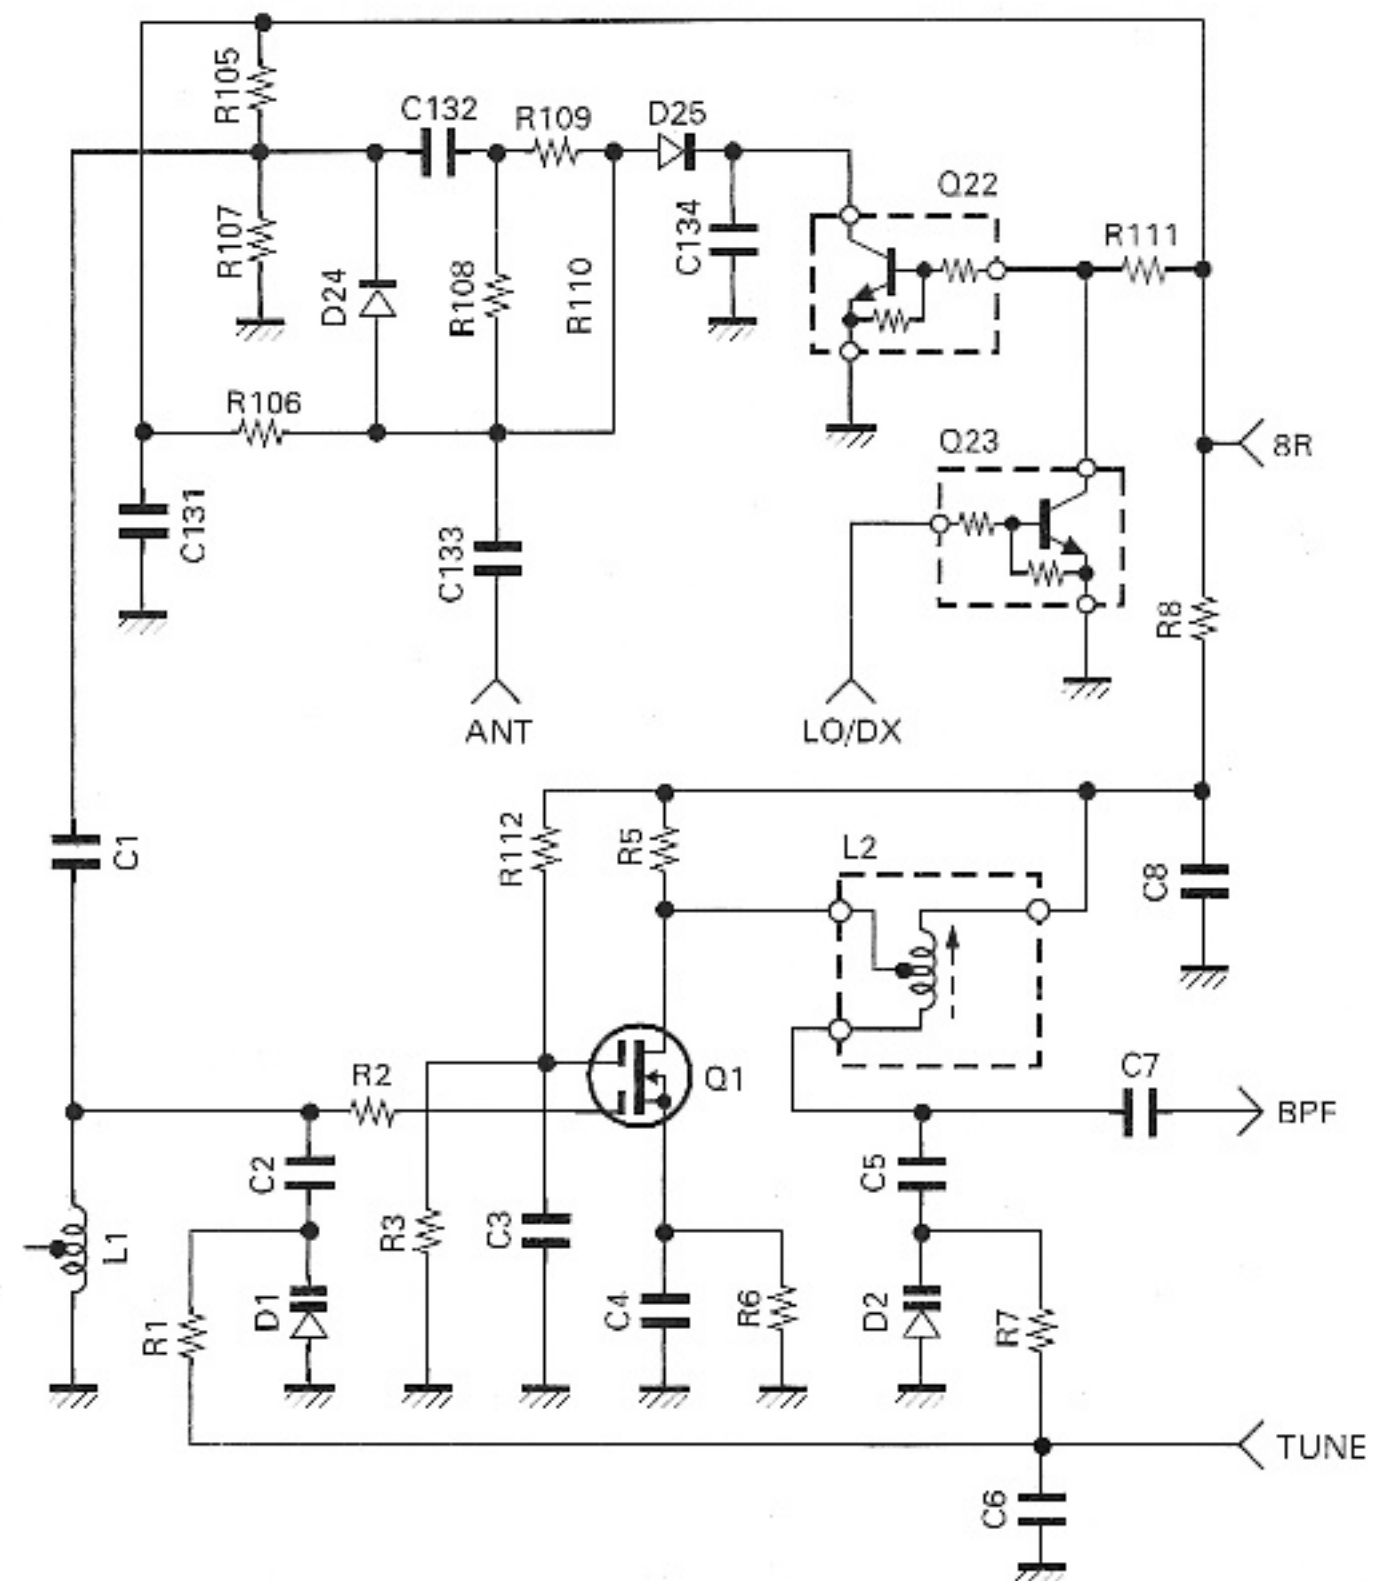 R105
C132
R109
D25
Q22
R107
D24
R108
R110
C134
R111
R106
Q23
8R
C131
C133
R8
ANT
LO/DX
C1
R112
R5
L2
C8
R2
Q1
C7
BPF
C2
R3
C3
C5
L1
R1
D1
C4
R6
D2
R7
TUNE
C6